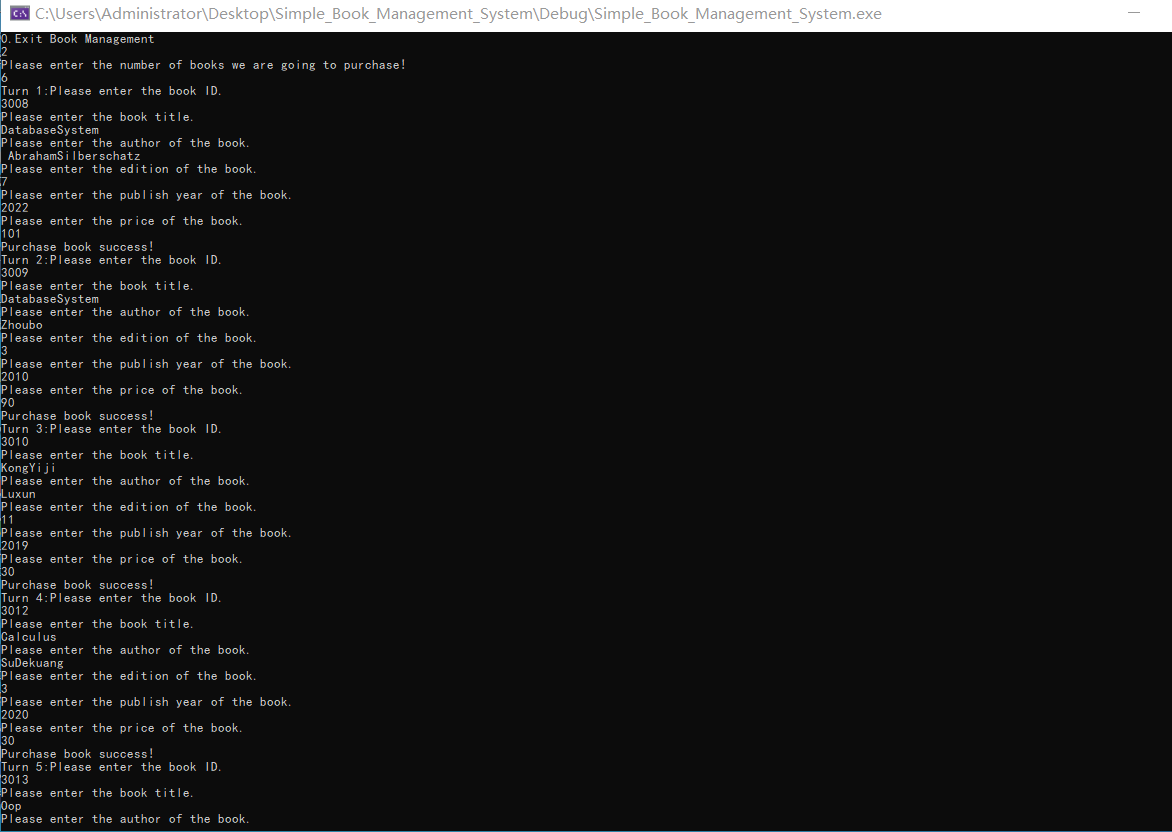 C:\Users\Administrator\Desktop\Simple_Book_Management_System\Debug\Simple_Book_Management_System.exe
0.Exit Book Management
2
Please enter the number of books we are going to purchase!
6
Turn 1:Please enter the book ID.
3008
Please enter the book title.
DatabaseSystem
Please enter the author of the book.
 AbrahamSilberschatz
Please enter the edition of the book.
7
Please enter the publish year of the book.
2022
Please enter the price of the book.
101
Purchase book success!
Turn 2:Please enter the book ID.
3009
Please enter the book title.
DatabaseSystem
Please enter the author of the book.
Zhoubo
Please enter the edition of the book.
3
Please enter the publish year of the book.
2010
Please enter the price of the book.
90
Purchase book success!
Turn 3:Please enter the book ID.
3010
Please enter the book title.
KongYiji
Please enter the author of the book.
Luxun
Please enter the edition of the book.
11
Please enter the publish year of the book.
2019
Please enter the price of the book.
30
Purchase book success!
Turn 4:Please enter the book ID.
3012
Please enter the book title.
Calculus
Please enter the author of the book.
SuDekuang
Please enter the edition of the book.
3
Please enter the publish year of the book.
2020
Please enter the price of the book.
30
Purchase book success!
Turn 5:Please enter the book ID.
3013
Please enter the book title.
Oop
Please enter the author of the book.